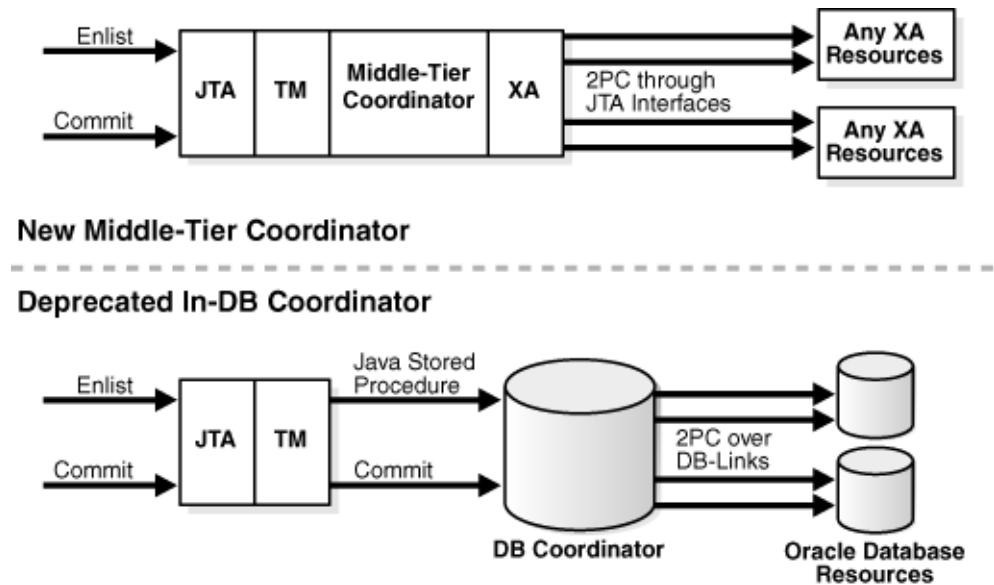 Enlist
Commit
JTA
TM
Middle-Tier
Coordinator
XA
2PC through
JTA Interfaces
Any XA
Resources
Any XA
Resources
New Middle-Tier Coordinator
Deprecated In-DB Coordinator
Enlist
Commit
JTA
TM
Java Stored
Procedure
Commit
2PC over
DB-Links
DB Coordinator
Oracle Database
Resources